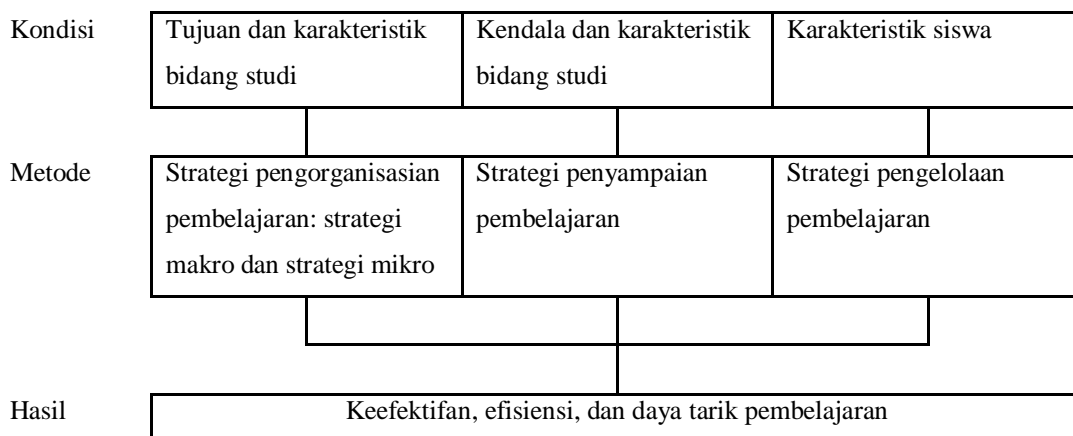 Kondisi
Tujuan dan karakteristik
bidang studi
Kendala dan karakteristik
bidang studi
Karakteristik siswa
Metode
Strategi pengorganisasian
pembelajaran: strategi
makro dan strategi mikro
Strategi penyampaian
pembelajaran
Strategi pengelolaan
pembelajaran
Hasil
Keefektifan, efisiensi, dan daya tarik pembelajaran